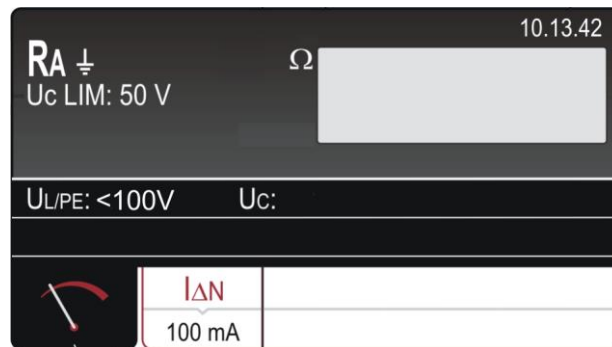 10.13.42
RA ⏚ Ω
Uc LIM: 50 V
UL/PE: <100V UC:
IΔN
100 mA